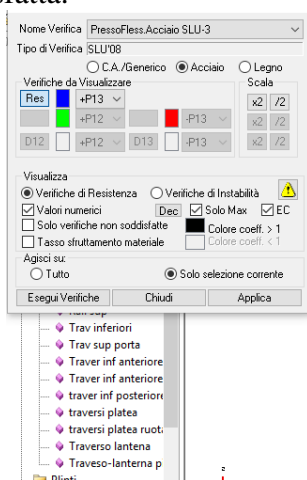 Nome Verifica PressoFless.Acciaio SLU-3
Tipo di Verifica SLU'08
C.A./Generico Acciaio Legno
Verifiche da Visualizzare Scala
Res +P13 x2 /2
+P12 -P13 x2 /2
D12 +P12 D13 -P13 x2 /2
Visualizza
Verifiche di Resistenza Verifiche di Instabilità
Valori numerici Dec Solo Max EC
Solo verifiche non soddisfatte Colore coeff. > 1
Tasso sfruttamento materiale Colore coeff. < 1
Agisci su:
Tutto Solo selezione corrente
Esegui Verifiche Chiudi Applica
Trav inferiori
Trav sup porta
Traver inf anteriore
Traver inf anteriore
traver inf posteriore
traversi platea
traversi platea ruota
Traverso lantena
Traveso-lanterna p
Plinti